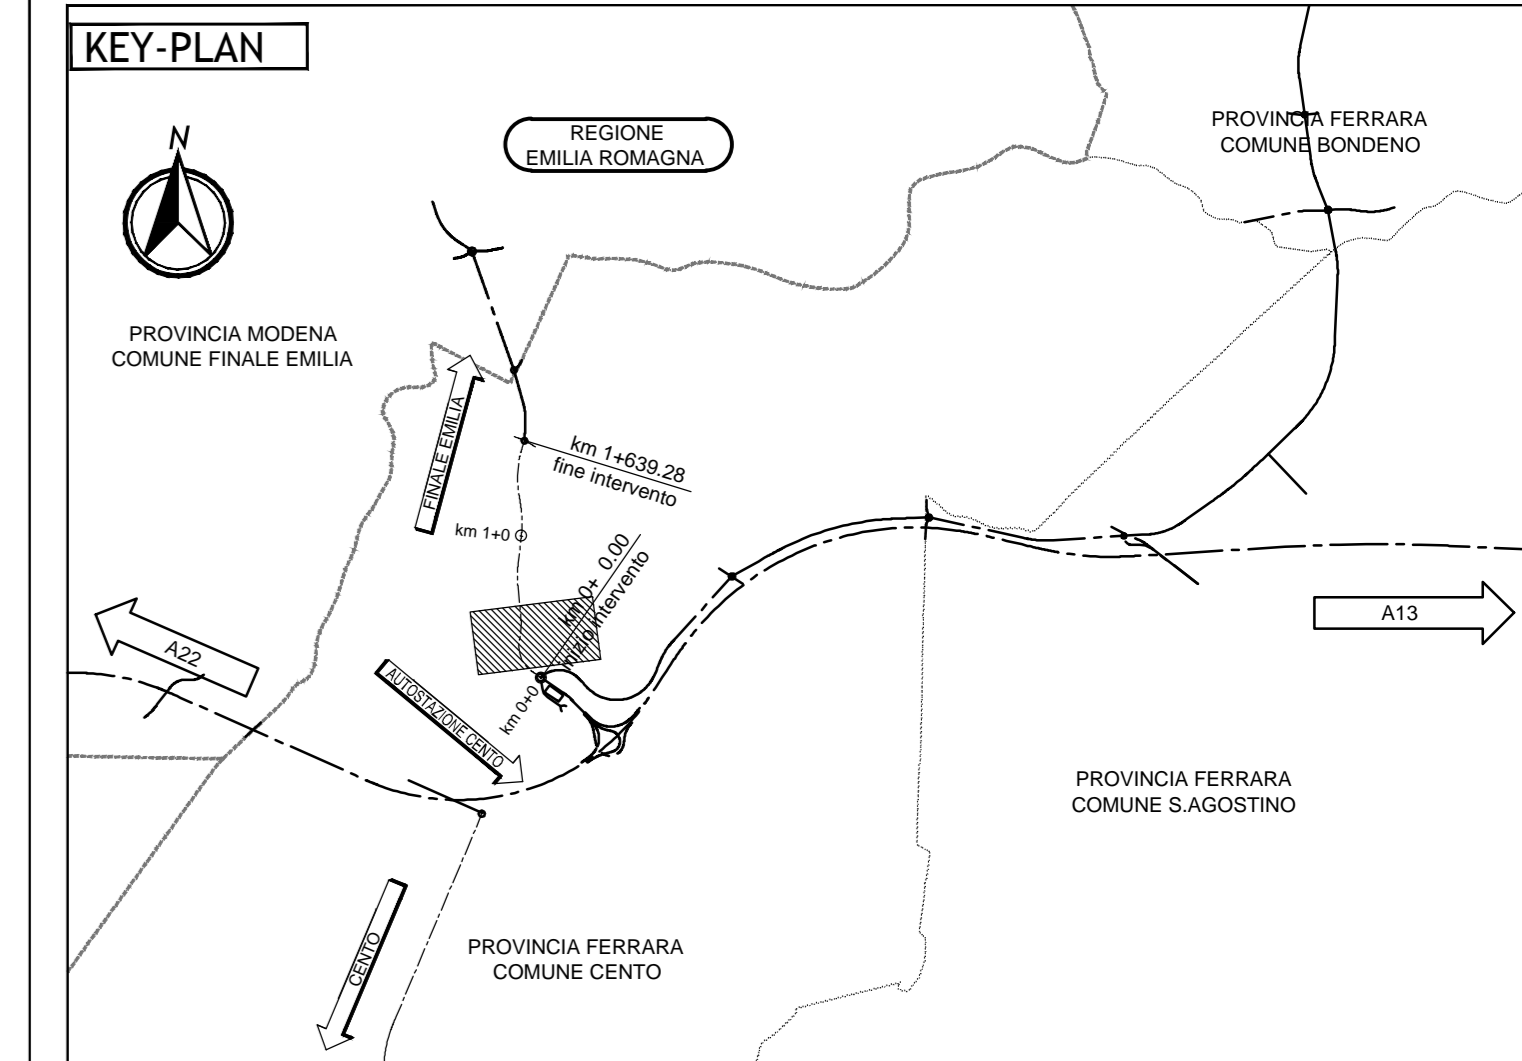 KEY-PLAN
N
REGIONE
EMILIA ROMAGNA
PROVINCIA FERRARA
COMUNE BONDENO
PROVINCIA MODENA
COMUNE FINALE EMILIA
FINALE EMILIA
km 1+639.28
fine intervento
km 1+0
km 0+ 0.00
inizio intervento
A22
A13
AUTOSTAZIONE CENTO
km 0+0
PROVINCIA FERRARA
COMUNE S.AGOSTINO
CENTO
PROVINCIA FERRARA
COMUNE CENTO